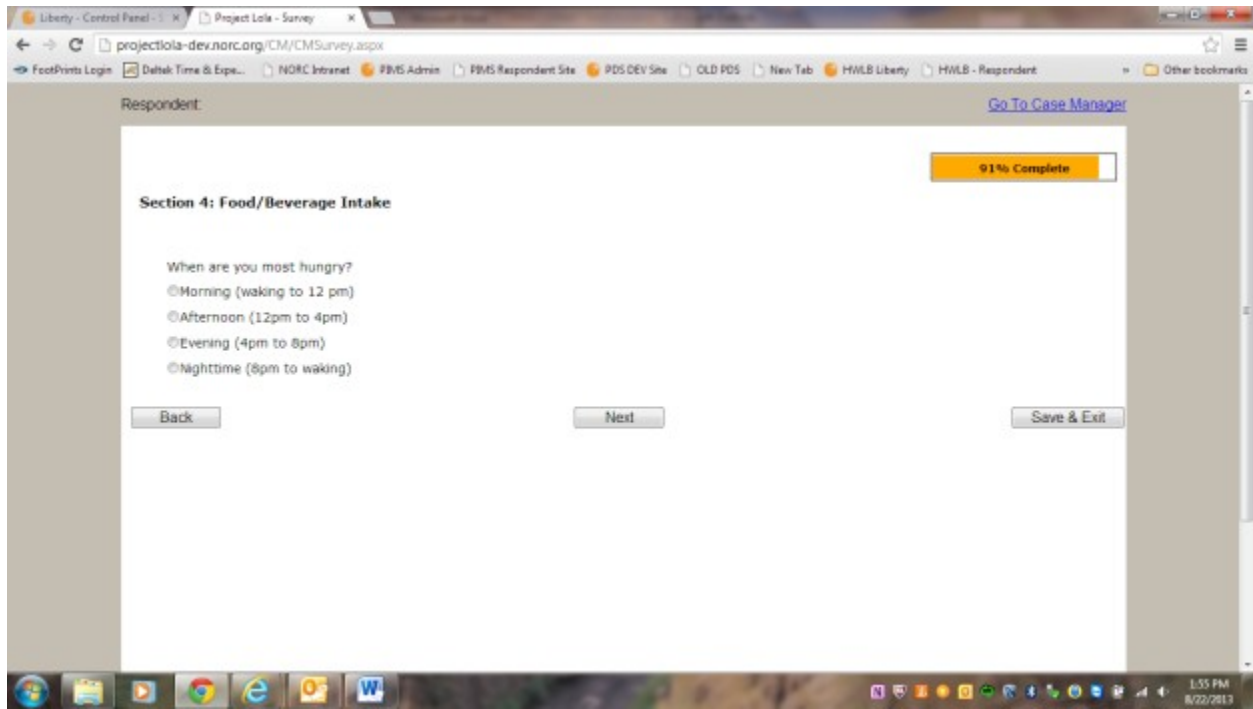 Liberty - Control Panel - S
Project Lola - Survey
projectlola-dev.norc.org/CM/CMSurvey.aspx
FootPrints Login
Deltek Time & Expe...
NORC Intranet
PIMS Admin
PIMS Respondent Site
PDS DEV Site
OLD PDS
New Tab
HWLB Liberty
HWLB - Respondent
»
Other bookmarks
Respondent:
Go To Case Manager
91% Complete
Section 4: Food/Beverage Intake
When are you most hungry?
Morning (waking to 12 pm)
Afternoon (12pm to 4pm)
Evening (4pm to 8pm)
Nighttime (8pm to waking)
Back
Next
Save & Exit
1:55 PM
8/22/2013